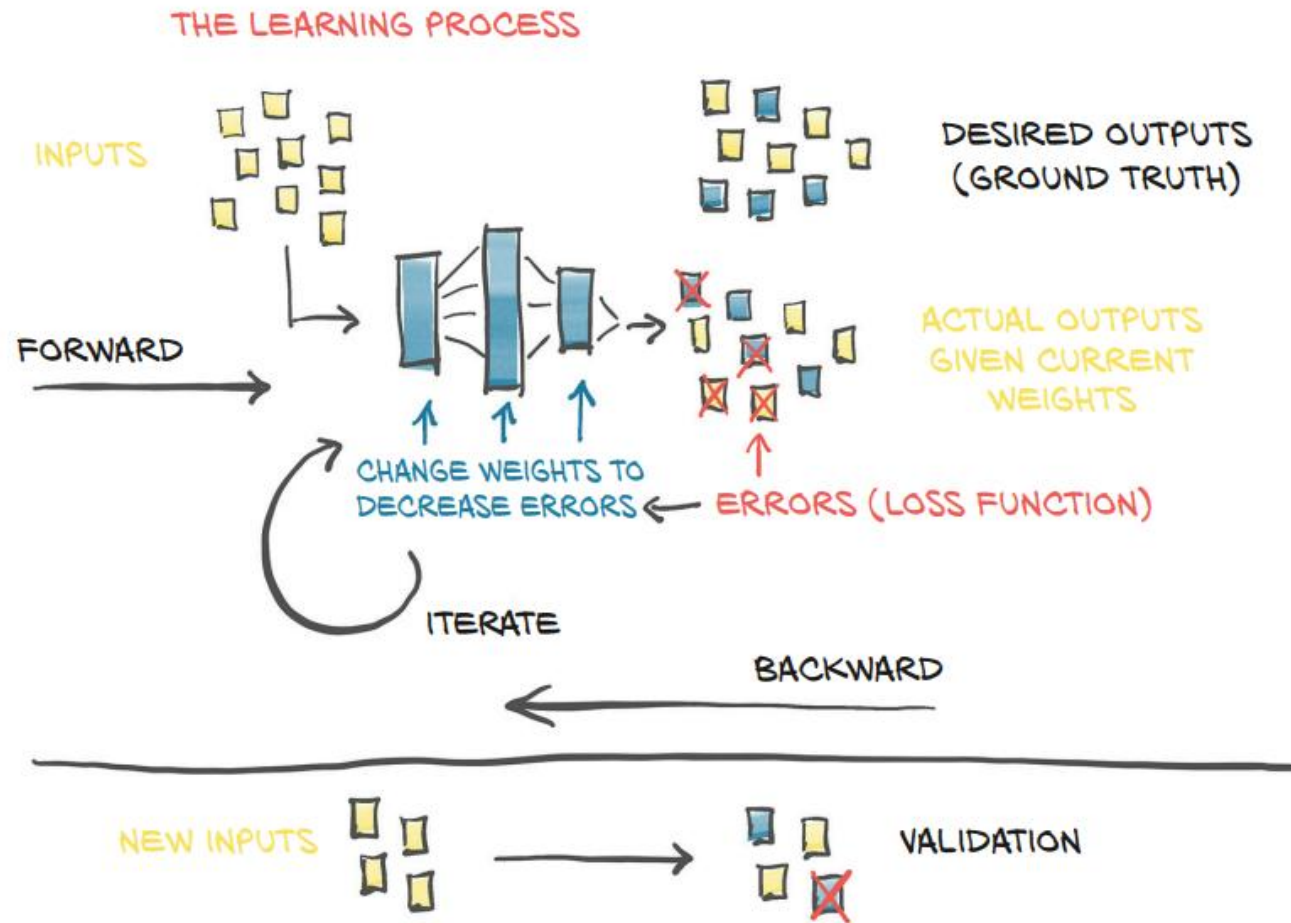 THE LEARNING PROCESS
INPUTS
DESIRED OUTPUTS
(GROUND TRUTH)
FORWARD
ACTUAL OUTPUTS
GIVEN CURRENT
WEIGHTS
CHANGE WEIGHTS TO
DECREASE ERRORS
ERRORS (LOSS FUNCTION)
ITERATE
BACKWARD
NEW INPUTS
VALIDATION